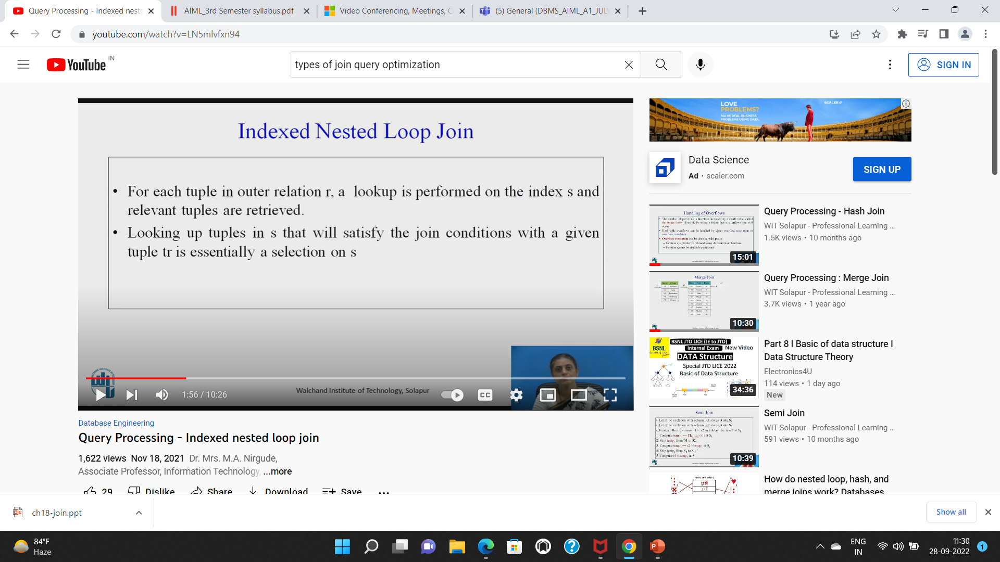 Query Processing - Indexed neste
AIML_3rd Semester syllabus.pdf
Video Conferencing, Meetings, C
(5) General (DBMS_AIML_A1_JUL
youtube.com/watch?v=LN5mlvfxn94
YouTube IN
types of join query optimization
SIGN IN
Indexed Nested Loop Join
• For each tuple in outer relation r, a lookup is performed on the index s and
relevant tuples are retrieved.
• Looking up tuples in s that will satisfy the join conditions with a given
tuple tr is essentially a selection on s
Walchand Institute of Technology, Solapur
1:56 / 10:26
CC
Database Engineering
Query Processing - Indexed nested loop join
1,622 views Nov 18, 2021 Dr. Mrs. M.A. Nirgude,
Associate Professor, Information Technology, ...more
29 Dislike Share Download Save
LOVE
PROBLEMS?
SOLVE REAL BUSINESS
PROBLEMS USING DATA.
SCALER
Data Science
Ad · scaler.com
SIGN UP
Handling of Overflows
15:01
Query Processing - Hash Join
WIT Solapur - Professional Learning ...
1.5K views • 10 months ago
Merge Join
10:30
Query Processing : Merge Join
WIT Solapur - Professional Learning ...
3.7K views • 1 year ago
BSNL
BSNL JTO LICE (JE to JTO)
Internal Exam New Video
DATA Structure
Special JTO LICE 2022
Basic of Data Structure
34:36
Part 8 l Basic of data structure I
Data Structure Theory
Electronics4U
114 views • 1 day ago
New
Semi Join
10:39
Semi Join
WIT Solapur - Professional Learning ...
591 views • 10 months ago
How do nested loop, hash, and
merge joins work? Databases
ch18-join.ppt
Show all
84°F
Haze
ENG
IN
11:30
28-09-2022
1